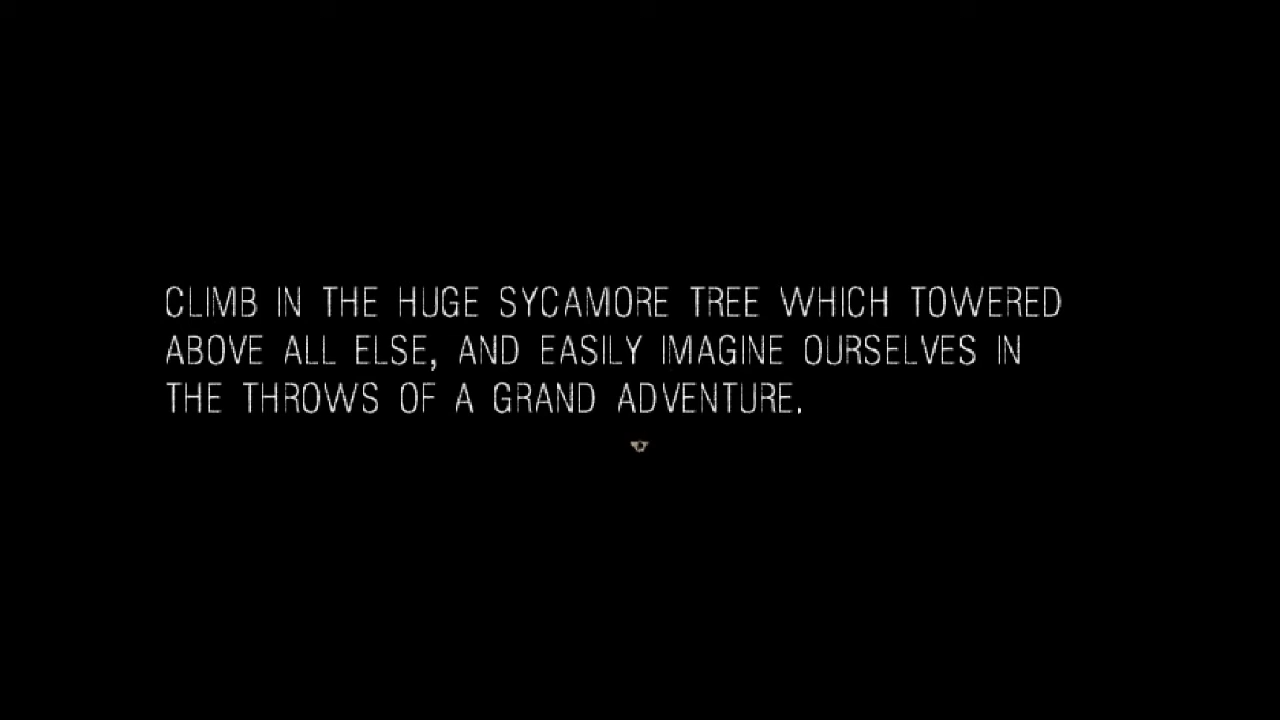 CLIMB IN THE HUGE SYCAMORE TREE WHICH TOWERED
ABOVE ALL ELSE, AND EASILY IMAGINE OURSELVES IN
THE THROWS OF A GRAND ADVENTURE.